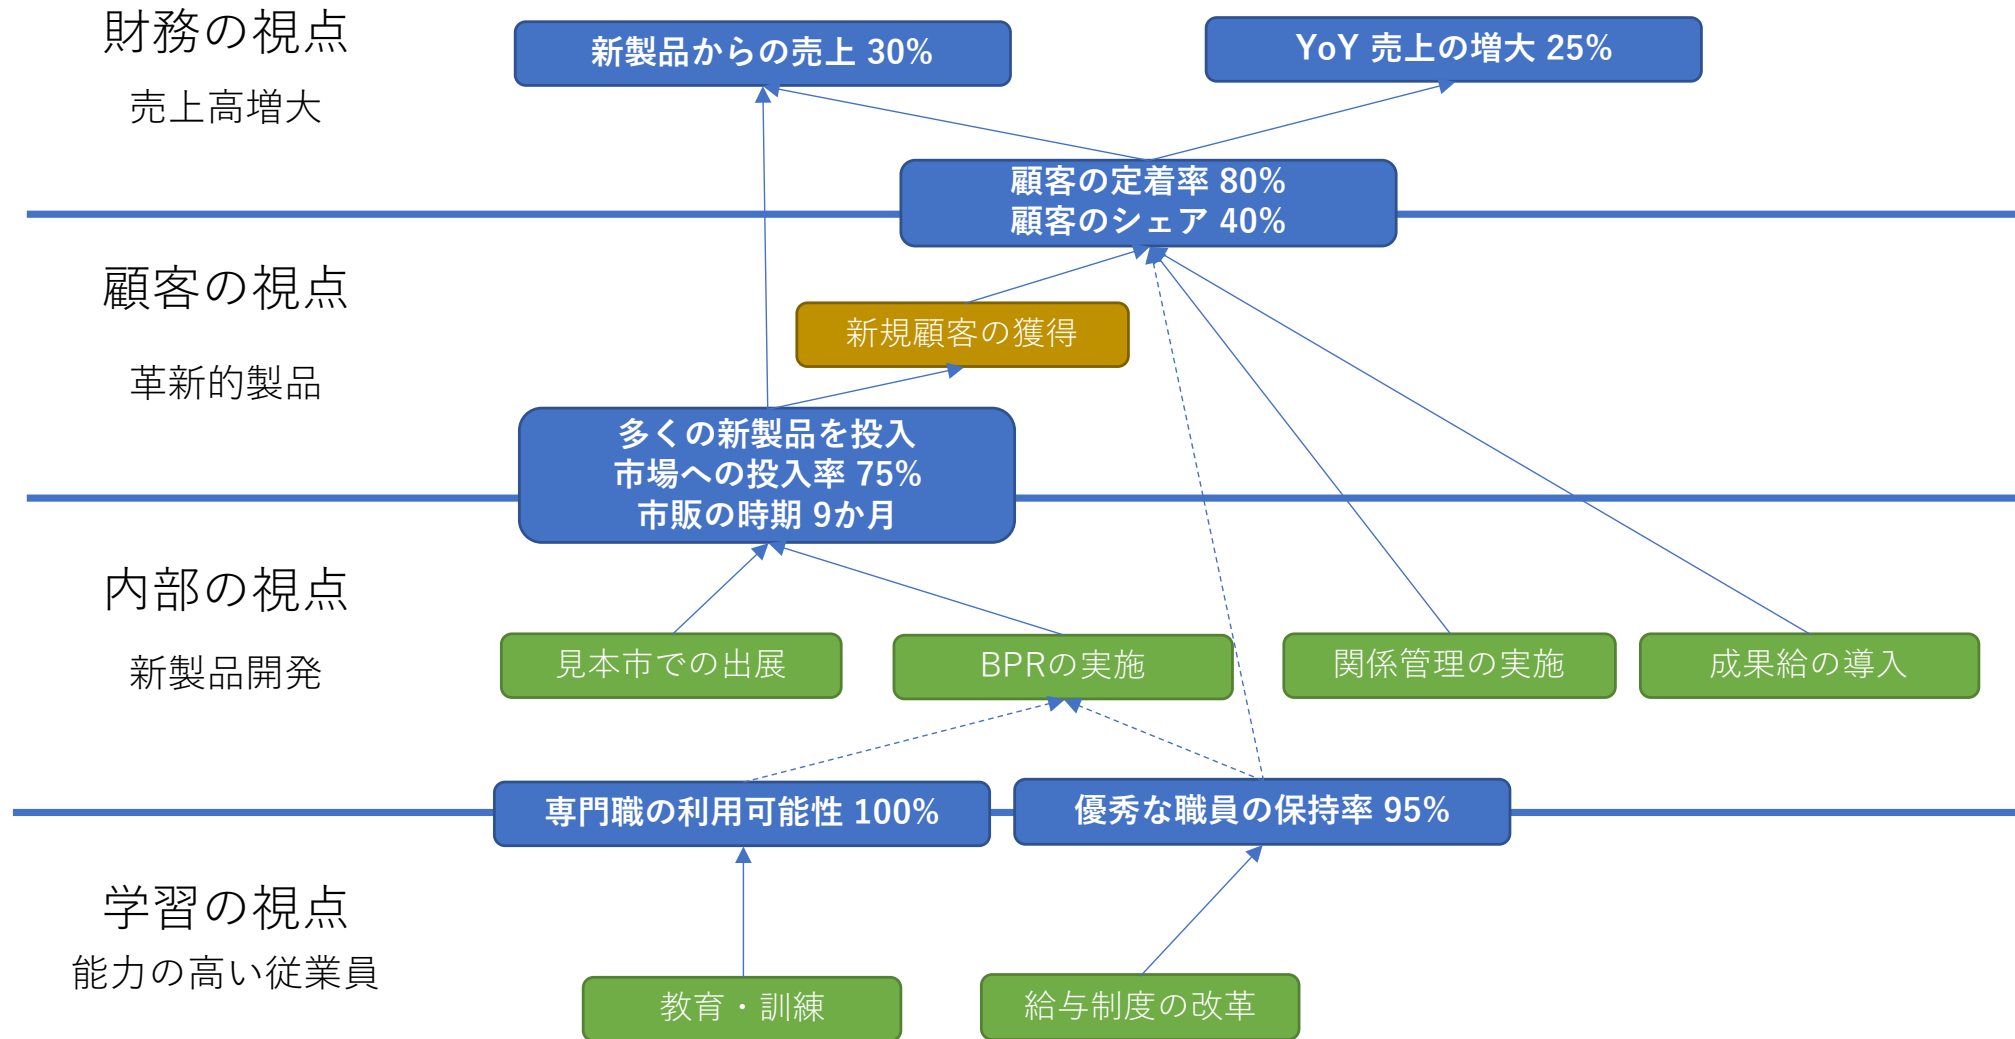 財務の視点
売上高増大
新製品からの売上 30%
YoY 売上の増大 25%
顧客の定着率 80%
顧客のシェア 40%
顧客の視点
革新的製品
新規顧客の獲得
多くの新製品を投入
市場への投入率 75%
市販の時期 9か月
内部の視点
新製品開発
見本市での出展
BPRの実施
関係管理の実施
成果給の導入
専門職の利用可能性 100%
優秀な職員の保持率 95%
学習の視点
能力の高い従業員
教育・訓練
給与制度の改革